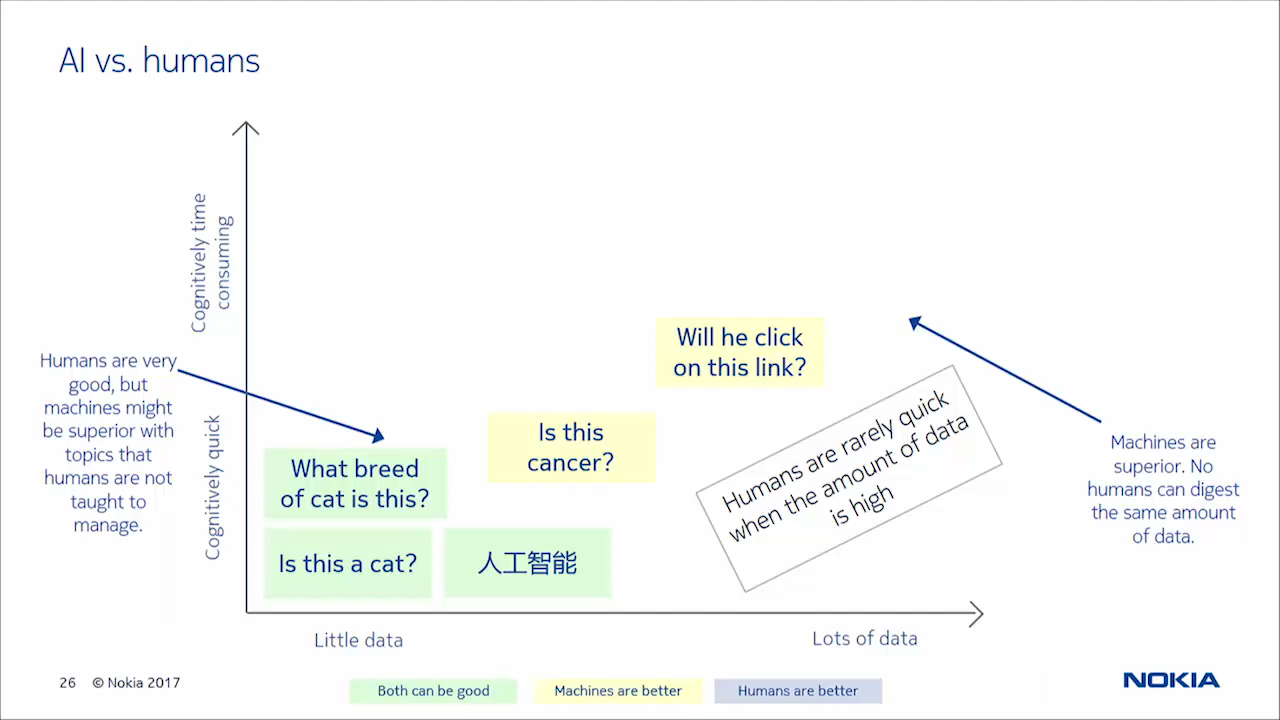 AI vs. humans
Cognitively time
consuming
Cognitively quick
Humans are very
good, but
machines might
be superior with
topics that
humans are not
taught to
manage.
Will he click
on this link?
Is this
cancer?
What breed
of cat is this?
Is this a cat?
人工智能
Humans are rarely quick
when the amount of data
is high
Machines are
superior. No
humans can digest
the same amount
of data.
Little data
Lots of data
26 © Nokia 2017
Both can be good
Machines are better
Humans are better
NOKIA